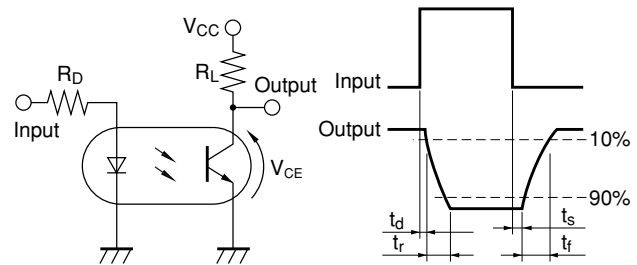 V_CC
R_D
R_L
Output
Input
V_CE
Input
Output
10%
90%
t_d
t_s
t_r
t_f